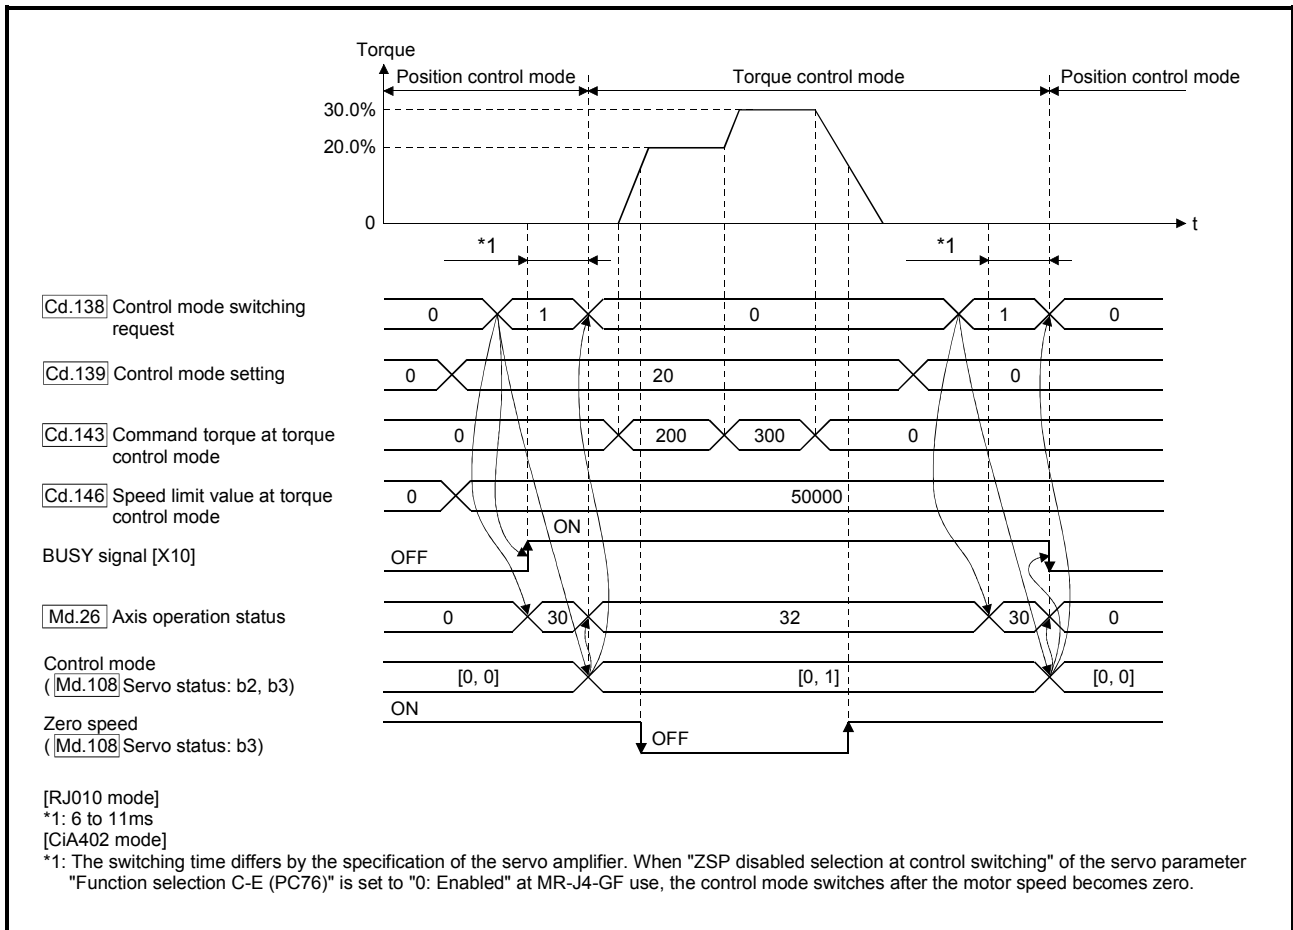 Torque
Position control mode
Torque control mode
Position control mode
30.0%
20.0%
0
t
*1
*1
Cd.138 Control mode switching
request
0
1
0
1
0
Cd.139 Control mode setting
0
20
0
Cd.143 Command torque at torque
control mode
0
200
300
0
Cd.146 Speed limit value at torque
control mode
0
50000
BUSY signal [X10]
OFF
ON
Md.26 Axis operation status
0
30
32
30
0
Control mode
( Md.108 Servo status: b2, b3)
[0, 0]
[0, 1]
[0, 0]
Zero speed
( Md.108 Servo status: b3)
ON
OFF
[RJ010 mode]
*1: 6 to 11ms
[CiA402 mode]
*1: The switching time differs by the specification of the servo amplifier. When "ZSP disabled selection at control switching" of the servo parameter
"Function selection C-E (PC76)" is set to "0: Enabled" at MR-J4-GF use, the control mode switches after the motor speed becomes zero.